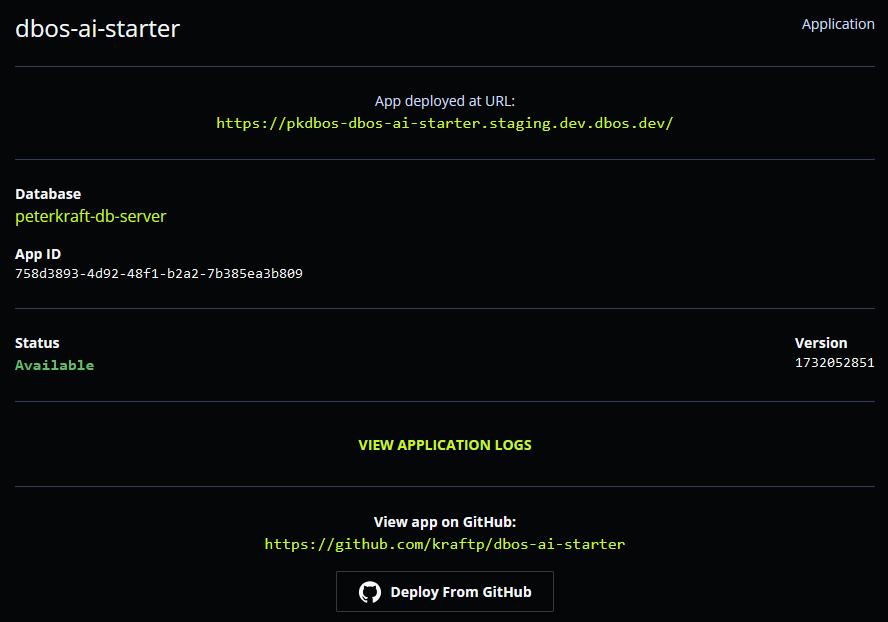 dbos-ai-starter
Application
App deployed at URL:
https://pkdbos-dbos-ai-starter.staging.dev.dbos.dev/
Database
peterkraft-db-server
App ID
758d3893-4d92-48f1-b2a2-7b385ea3b809
Status
Available
Version
1732052851
VIEW APPLICATION LOGS
View app on GitHub:
https://github.com/kraftp/dbos-ai-starter
Deploy From GitHub